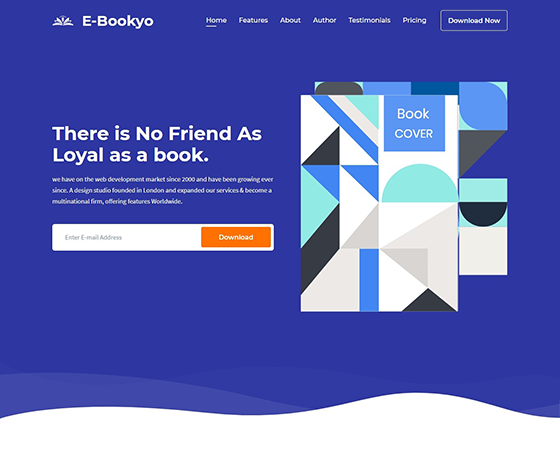 E-Bookyo
Home Features About Author Testimonials Pricing Download Now
There is No Friend As
Loyal as a book.
we have on the web development market since 2000 and have been growing ever
since. A design studio founded in London and expanded our services & become a
multinational firm, offering features Worldwide.
Enter E-mail Address
Download
Book
COVER